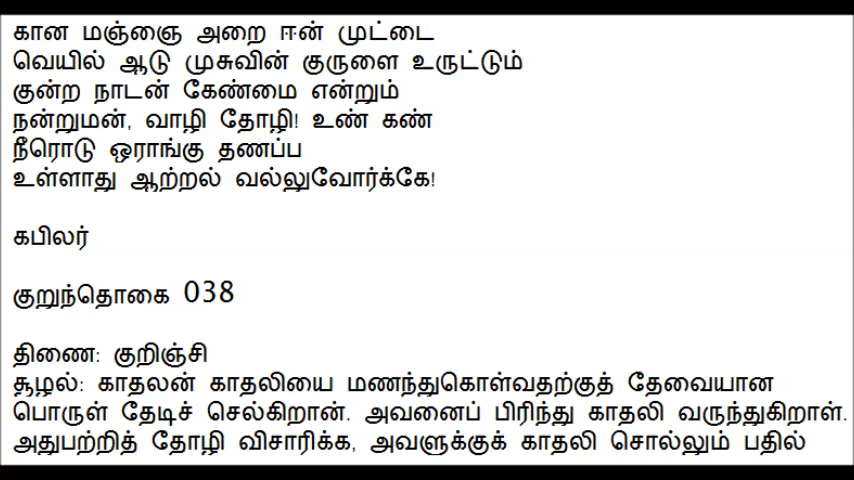 கான மஞ்ஞை அறை ஈன் முட்டை
வெயில் ஆடு முசுவின் குருளை உருட்டும்
குன்ற நாடன் கேண்மை என்றும்
நன்றுமன், வாழி தோழி! உண் கண்
நீரொடு ஒராங்கு தணப்ப
உள்ளாது ஆற்றல் வல்லுவோர்க்கே!
கபிலர்
குறுந்தொகை 038
திணை: குறிஞ்சி
சூழல்: காதலன் காதலியை மணந்துகொள்வதற்குத் தேவையான
பொருள் தேடிச் செல்கிறான். அவனைப் பிரிந்து காதலி வருந்துகிறாள்.
அதுபற்றித் தோழி விசாரிக்க, அவளுக்குக் காதலி சொல்லும் பதில்